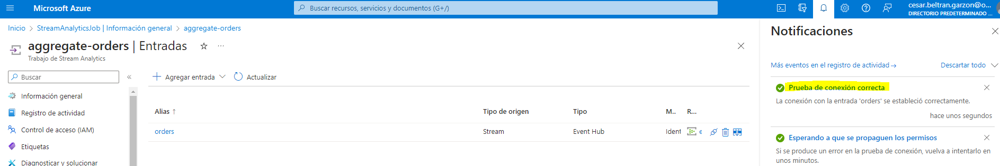 Microsoft Azure
Buscar recursos, servicios y documentos (G+/)
cesar.beltran.garzon@o...
DIRECTORIO PREDETERMINADO ...
Inicio > StreamAnalyticsJob | Información general > aggregate-orders
aggregate-orders | Entradas ...
Trabajo de Stream Analytics
Buscar
«
Información general
Registro de actividad
Control de acceso (IAM)
Etiquetas
Diagnosticar y solucionar
Agregar entrada
Actualizar
Alias ↑ Tipo de origen Tipo M.. R...
orders Stream Event Hub Ident e
Notificaciones
Más eventos en el registro de actividad →
Descartar todo
Prueba de conexión correcta
La conexión con la entrada 'orders' se estableció correctamente.
hace unos segundos
Esperando a que se propaguen los permisos
Si se produce un error en la prueba de conexión, vuelva a intentarlo en
unos minutos.